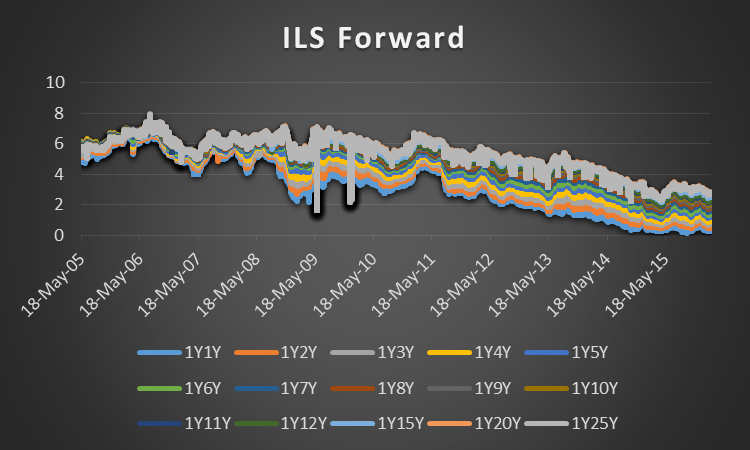 ILS Forward
10
8
6
4
2
0
18-May-05
18-May-06
18-May-07
18-May-08
18-May-09
18-May-10
18-May-11
18-May-12
18-May-13
18-May-14
18-May-15
1Y1Y 1Y2Y 1Y3Y 1Y4Y 1Y5Y
1Y6Y 1Y7Y 1Y8Y 1Y9Y 1Y10Y
1Y11Y 1Y12Y 1Y15Y 1Y20Y 1Y25Y